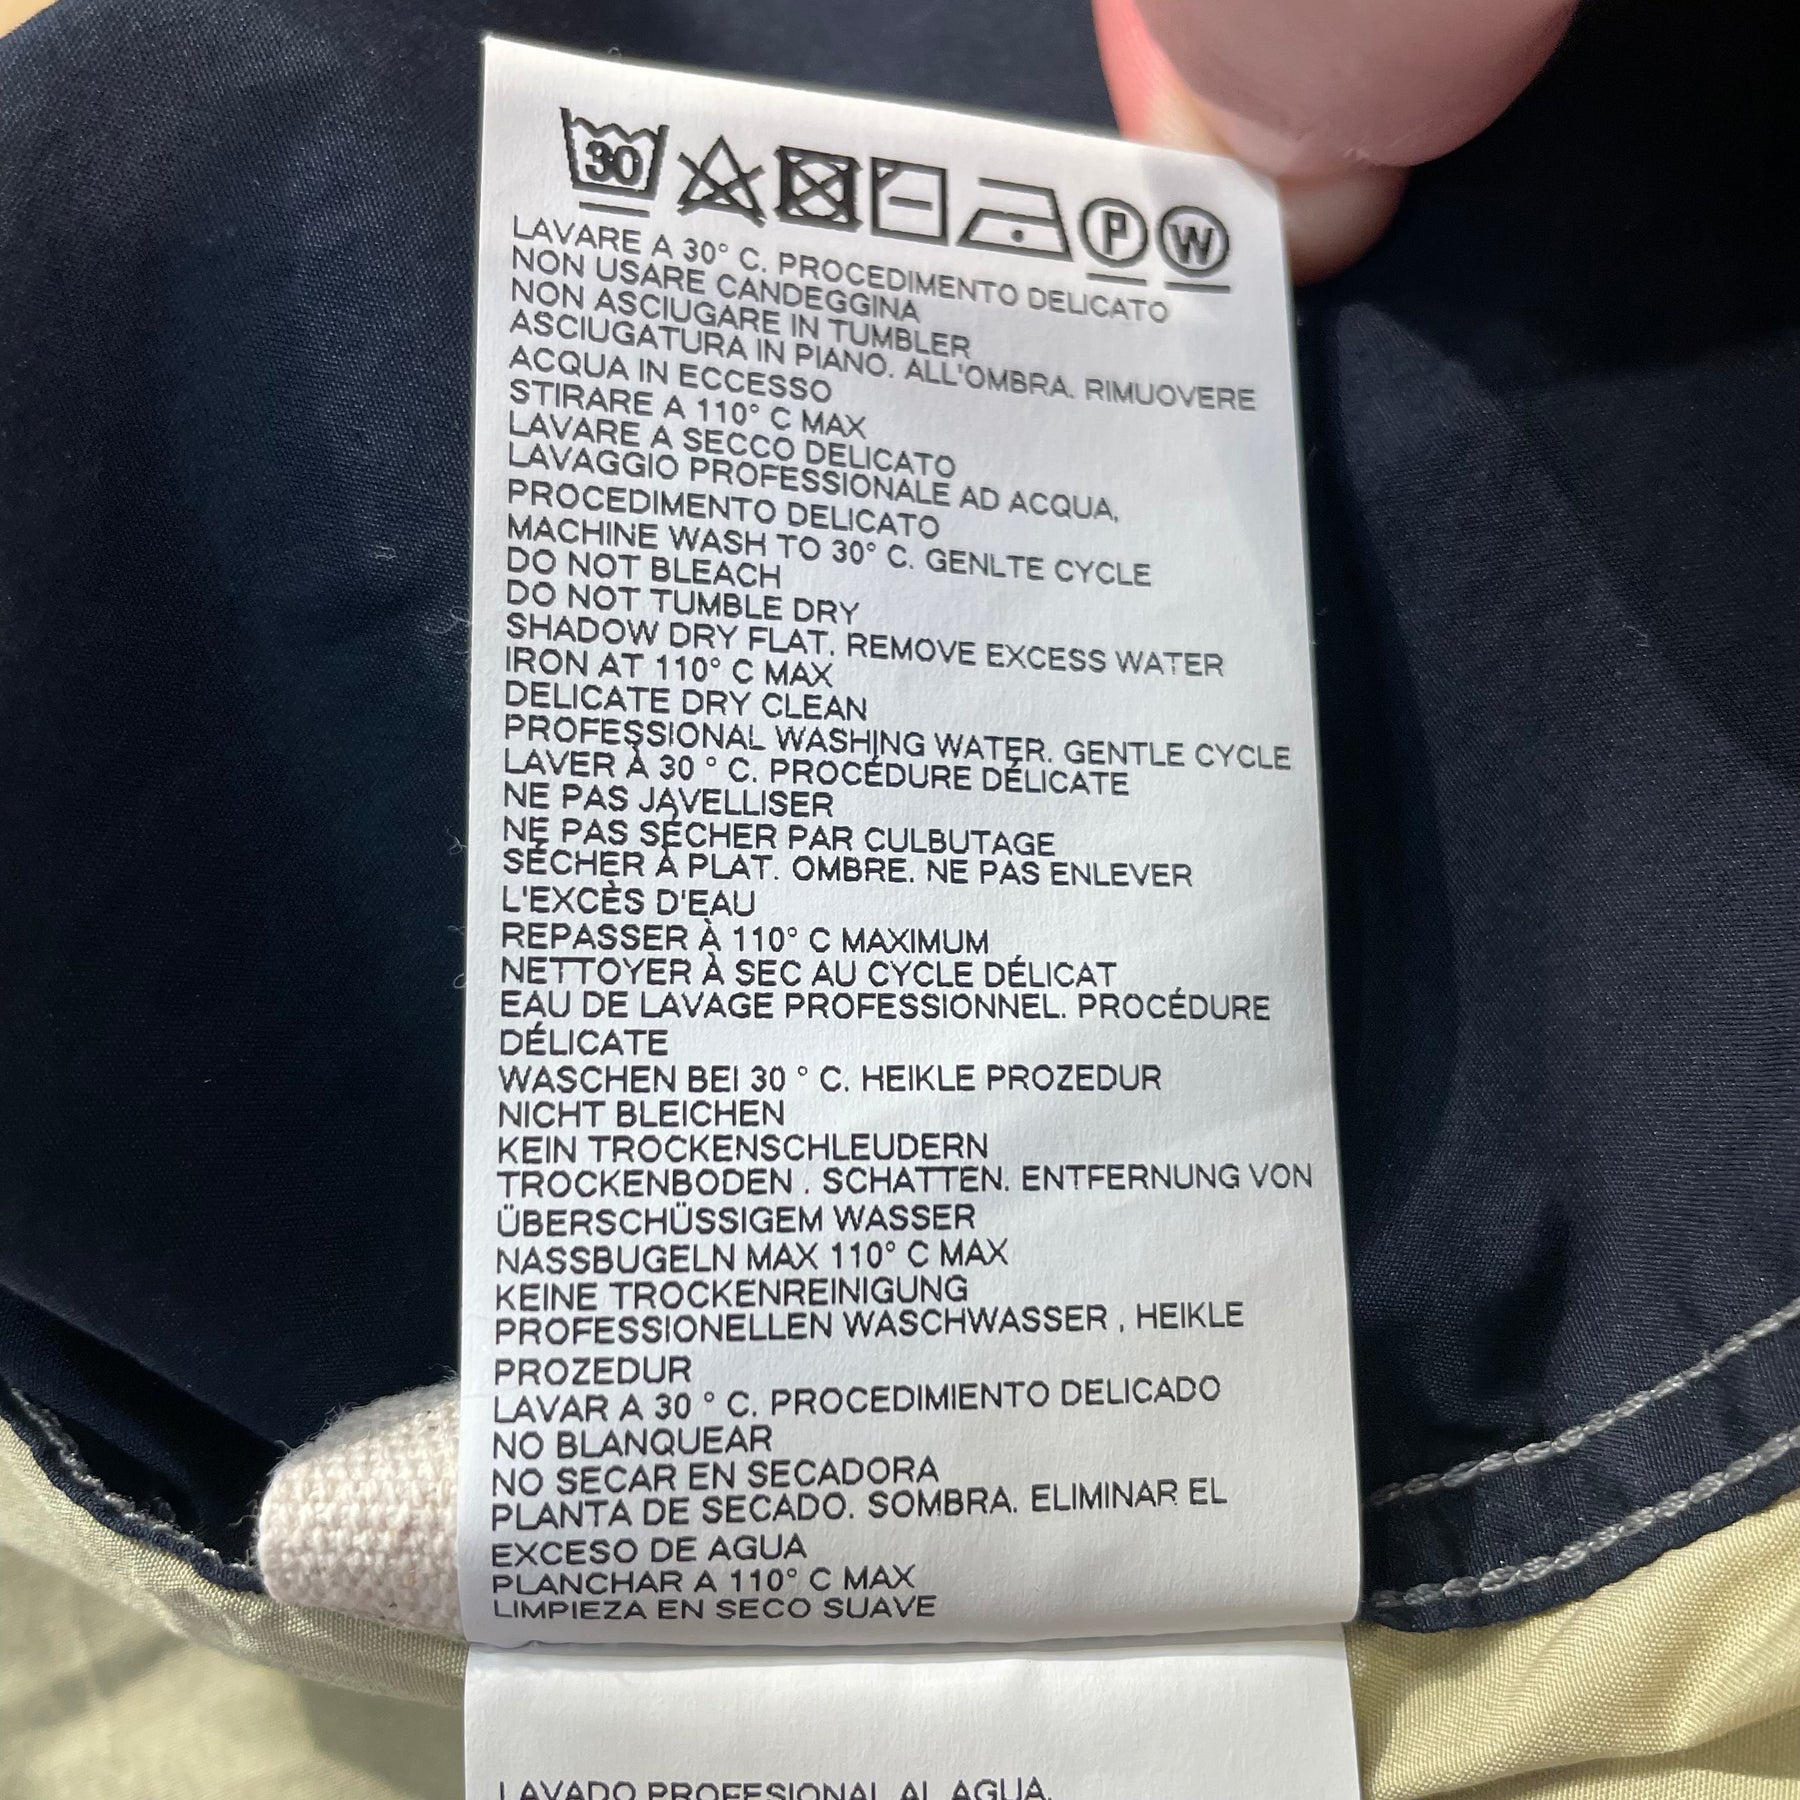 30 P W
LAVARE A 30° C. PROCEDIMENTO DELICATO
NON USARE CANDEGGINA
NON ASCIUGARE IN TUMBLER
ASCIUGATURA IN PIANO. ALL'OMBRA. RIMUOVERE
ACQUA IN ECCESSO
STIRARE A 110° C MAX
LAVARE A SECCO DELICATO
LAVAGGIO PROFESSIONALE AD ACQUA,
PROCEDIMENTO DELICATO
MACHINE WASH TO 30° C. GENLTE CYCLE
DO NOT BLEACH
DO NOT TUMBLE DRY
SHADOW DRY FLAT. REMOVE EXCESS WATER
IRON AT 110° C MAX
DELICATE DRY CLEAN
PROFESSIONAL WASHING WATER. GENTLE CYCLE
LAVER À 30 ° C. PROCÉDURE DÉLICATE
NE PAS JAVELLISER
NE PAS SÉCHER PAR CULBUTAGE
SÉCHER À PLAT. OMBRE. NE PAS ENLEVER
L'EXCÈS D'EAU
REPASSER À 110° C MAXIMUM
NETTOYER À SEC AU CYCLE DÉLICAT
EAU DE LAVAGE PROFESSIONNEL. PROCÉDURE
DÉLICATE
WASCHEN BEI 30 ° C. HEIKLE PROZEDUR
NICHT BLEICHEN
KEIN TROCKENSCHLEUDERN
TROCKENBODEN . SCHATTEN. ENTFERNUNG VON
ÜBERSCHÜSSIGEM WASSER
NASSBUGELN MAX 110° C MAX
KEINE TROCKENREINIGUNG
PROFESSIONELLEN WASCHWASSER , HEIKLE
PROZEDUR
LAVAR A 30 ° C. PROCEDIMIENTO DELICADO
NO BLANQUEAR
NO SECAR EN SECADORA
PLANTA DE SECADO. SOMBRA. ELIMINAR EL
EXCESO DE AGUA
PLANCHAR A 110° C MAX
LIMPIEZA EN SECO SUAVE
LAVADO PROFESIONAL AL AGUA.